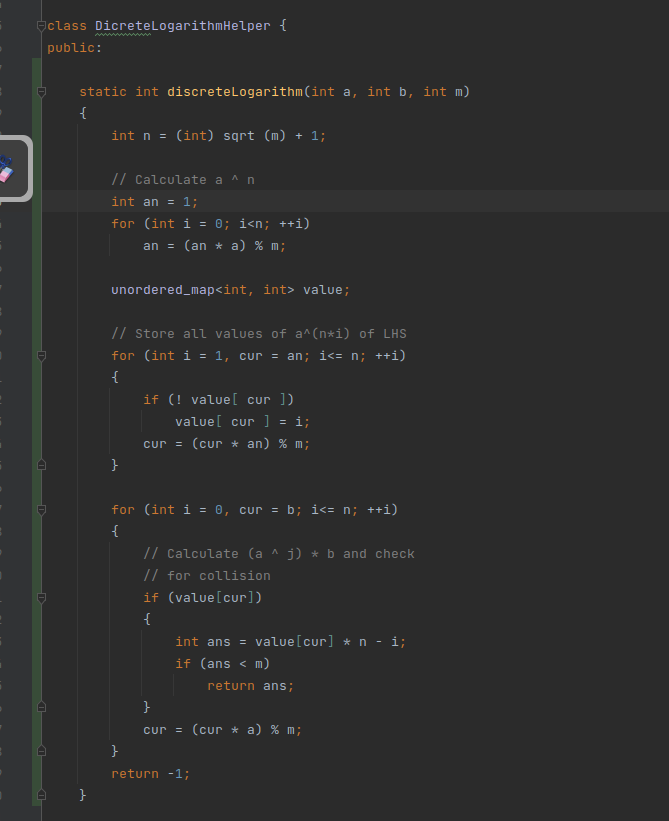 class DicreteLogarithmHelper {
public:
static int discreteLogarithm(int a, int b, int m)
{
int n = (int) sqrt (m) + 1;
// Calculate a ^ n
int an = 1;
for (int i = 0; i<n; ++i)
an = (an * a) % m;
unordered_map<int, int> value;
// Store all values of a^(n*i) of LHS
for (int i = 1, cur = an; i<= n; ++i)
{
if (! value[ cur ])
value[ cur ] = i;
cur = (cur * an) % m;
}
for (int i = 0, cur = b; i<= n; ++i)
{
// Calculate (a ^ j) * b and check
// for collision
if (value[cur])
{
int ans = value[cur] * n - i;
if (ans < m)
return ans;
}
cur = (cur * a) % m;
}
return -1;
}